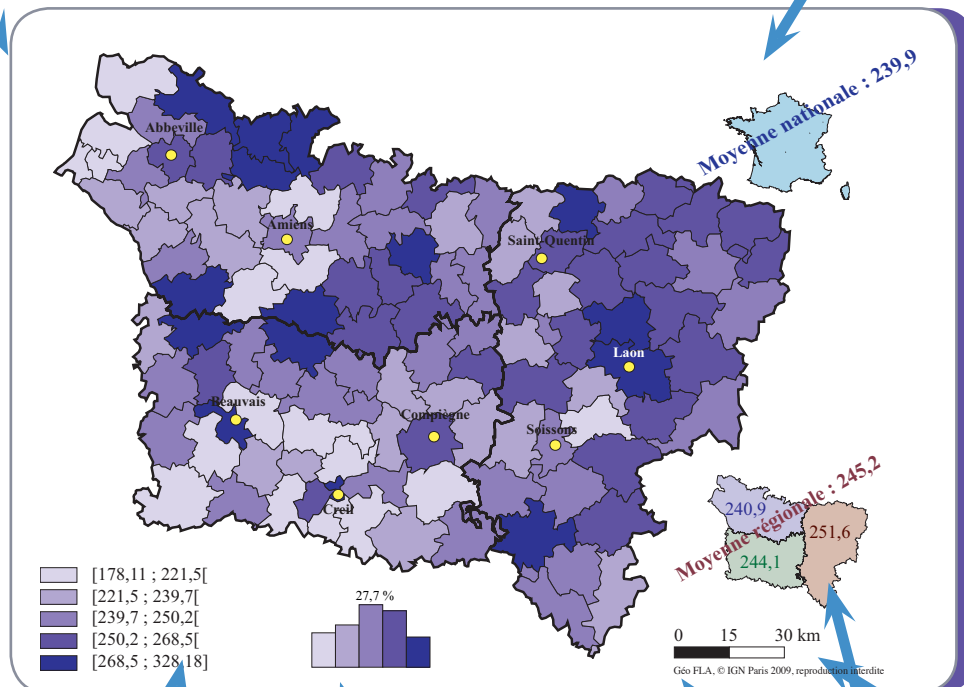 Moyenne nationale : 239,9
Abbeville
Amiens
Saint-Quentin
Laon
Beauvais
Compiègne
Soissons
Creil
Moyenne régionale : 245,2
240,9
251,6
244,1
[178,11 ; 221,5[
[221,5 ; 239,7[
[239,7 ; 250,2[
[250,2 ; 268,5[
[268,5 ; 328,18]
27,7 %
0 15 30 km
Géo FLA, © IGN Paris 2009, reproduction interdite